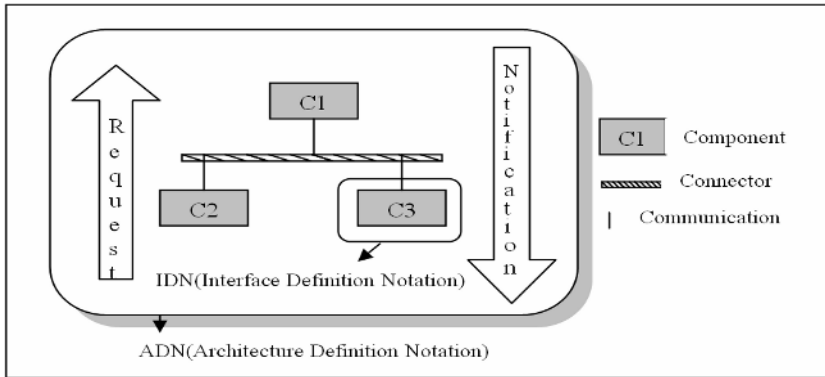 Request
Notification
C1
C2
C3
IDN(Interface Definition Notation)
ADN(Architecture Definition Notation)
C1 Component
Connector
Communication